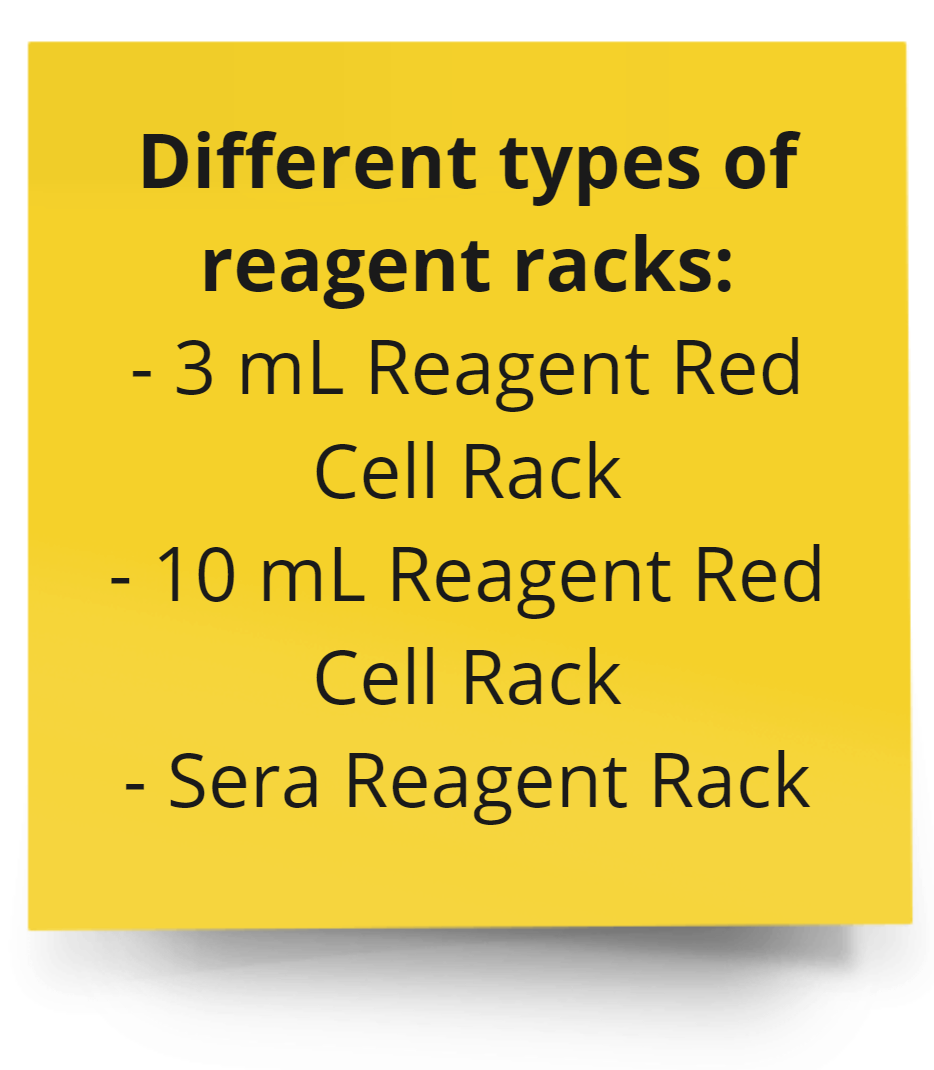 Different types of
reagent racks:
- 3 mL Reagent Red
Cell Rack
- 10 mL Reagent Red
Cell Rack
- Sera Reagent Rack